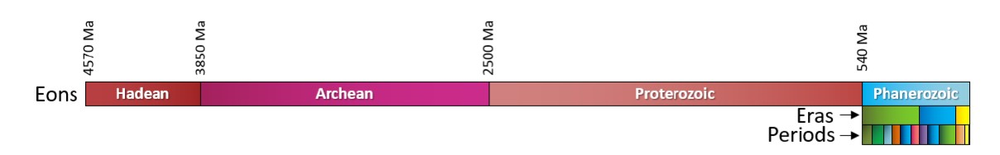 4570 Ma
3850 Ma
2500 Ma
540 Ma
Eons
Hadean
Archean
Proterozoic
Phanerozoic
Eras
Periods